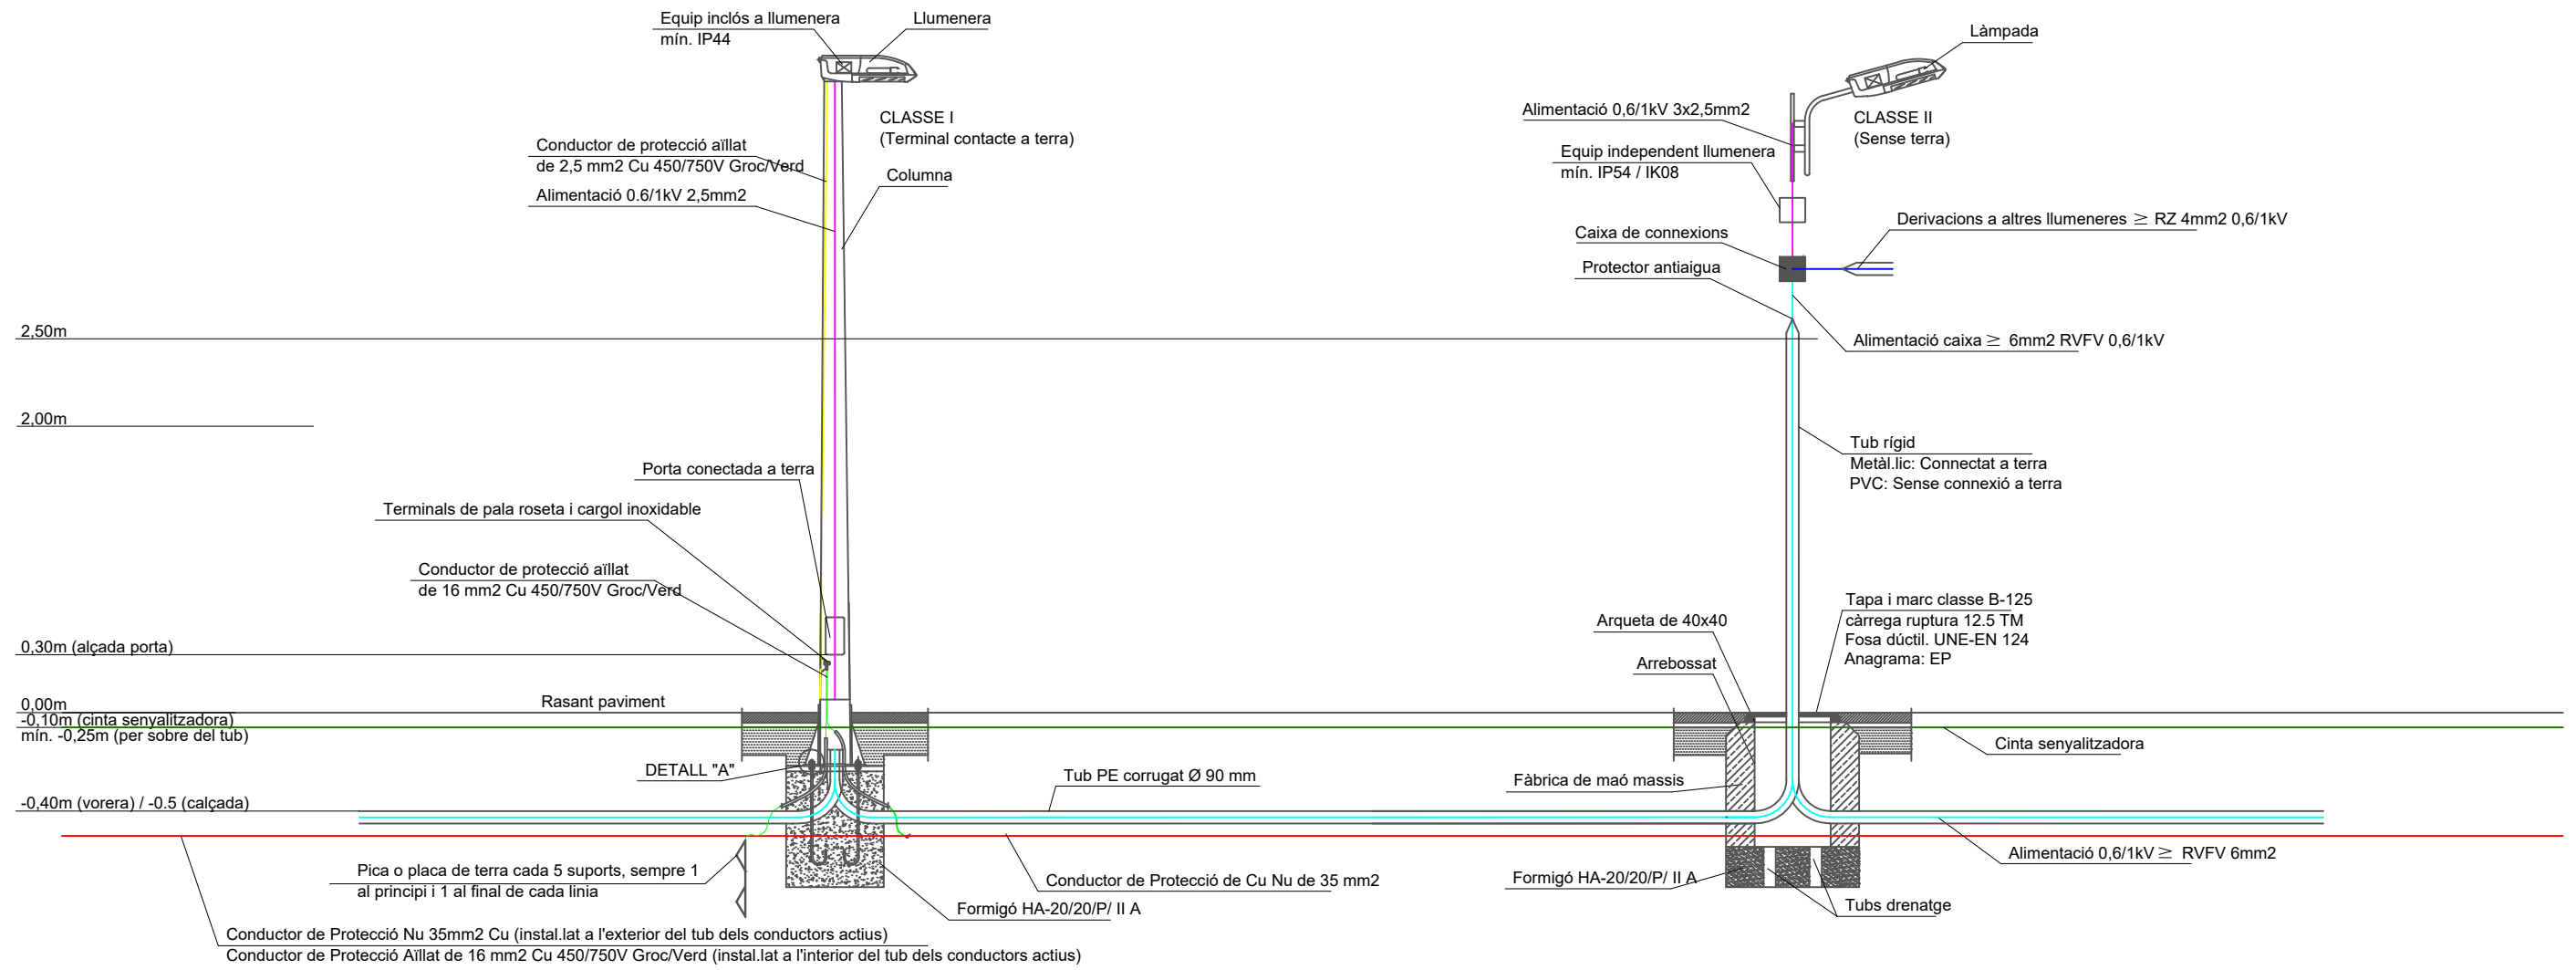 Equip inclós a llumenera
mín. IP44
Llumenera
CLASSE I
(Terminal contacte a terra)
Conductor de protecció aïllat
de 2,5 mm2 Cu 450/750V Groc/Verd
Alimentació 0.6/1kV 2,5mm2
Columna
Làmpada
Alimentació 0,6/1kV 3x2,5mm2
CLASSE II
(Sense terra)
Equip independent llumenera
mín. IP54 / IK08
Derivacions a altres llumeneres ≥ RZ 4mm2 0,6/1kV
Caixa de connexions
Protector antiaigua
Alimentació caixa ≥ 6mm2 RVFV 0,6/1kV
2,50m
2,00m
Tub rígid
Metàl.lic: Connectat a terra
PVC: Sense connexió a terra
Porta conectada a terra
Terminals de pala roseta i cargol inoxidable
Conductor de protecció aïllat
de 16 mm2 Cu 450/750V Groc/Verd
0,30m (alçada porta)
Tapa i marc classe B-125
càrrega ruptura 12.5 TM
Fosa dúctil. UNE-EN 124
Anagrama: EP
Arqueta de 40x40
Arrebossat
Rasant paviment
0,00m
-0,10m (cinta senyalitzadora)
mín. -0,25m (per sobre del tub)
Cinta senyalitzadora
DETALL "A"
Tub PE corrugat Ø 90 mm
Fàbrica de maó massis
-0,40m (vorera) / -0.5 (calçada)
Pica o placa de terra cada 5 suports, sempre 1
al principi i 1 al final de cada linia
Conductor de Protecció de Cu Nu de 35 mm2
Formigó HA-20/20/P/ II A
Formigó HA-20/20/P/ II A
Alimentació 0,6/1kV ≥ RVFV 6mm2
Tubs drenatge
Conductor de Protecció Nu 35mm2 Cu (instal.lat a l'exterior del tub dels conductors actius)
Conductor de Protecció Aïllat de 16 mm2 Cu 450/750V Groc/Verd (instal.lat a l'interior del tub dels conductors actius)